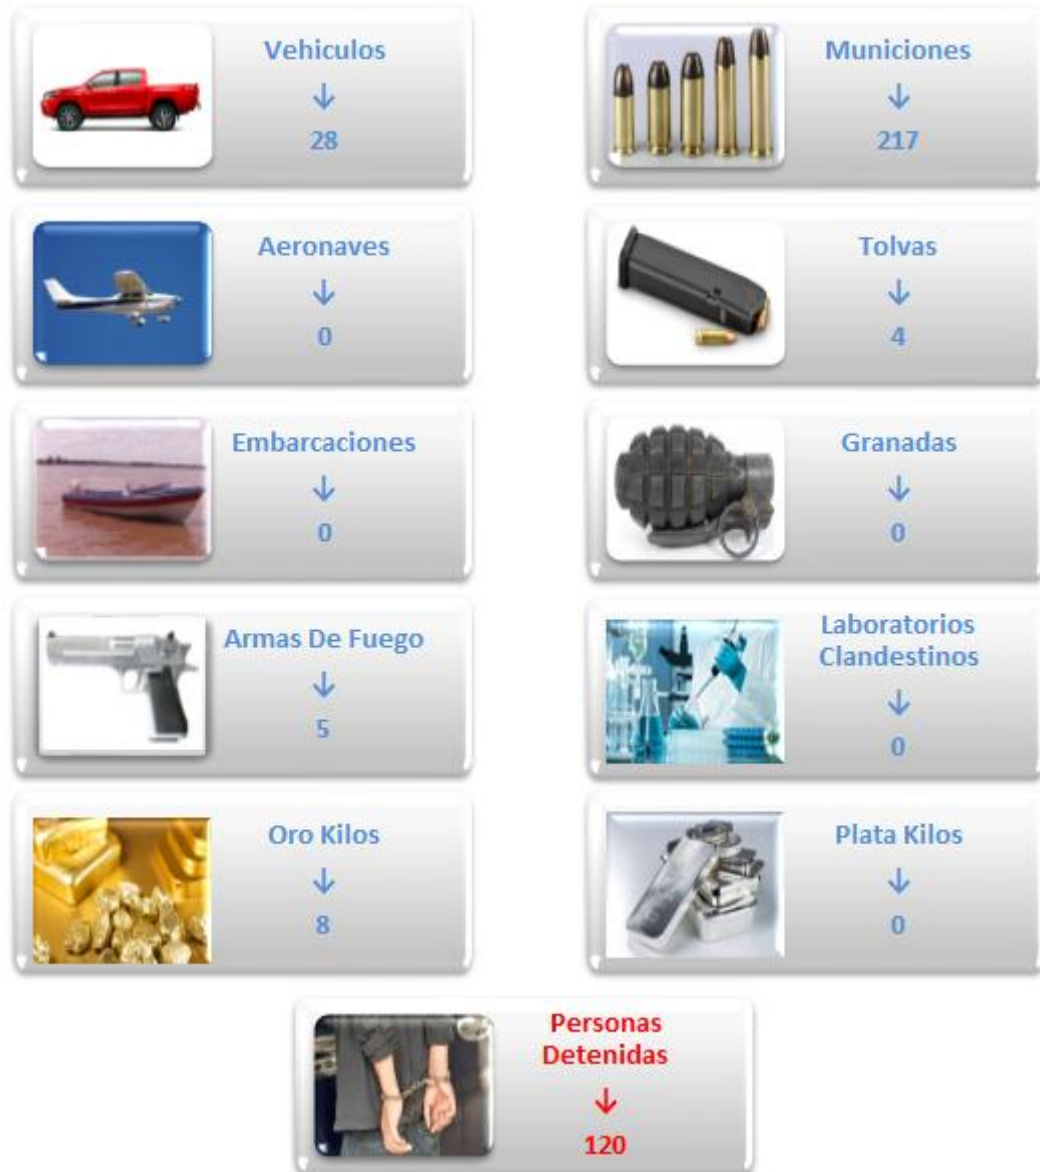 Vehiculos
↓
28
Municiones
↓
217
Aeronaves
↓
0
Tolvas
↓
4
Embarcaciones
↓
0
Granadas
↓
0
Armas De Fuego
↓
5
Laboratorios
Clandestinos
↓
0
Oro Kilos
↓
8
Plata Kilos
↓
0
Personas
Detenidas
↓
120